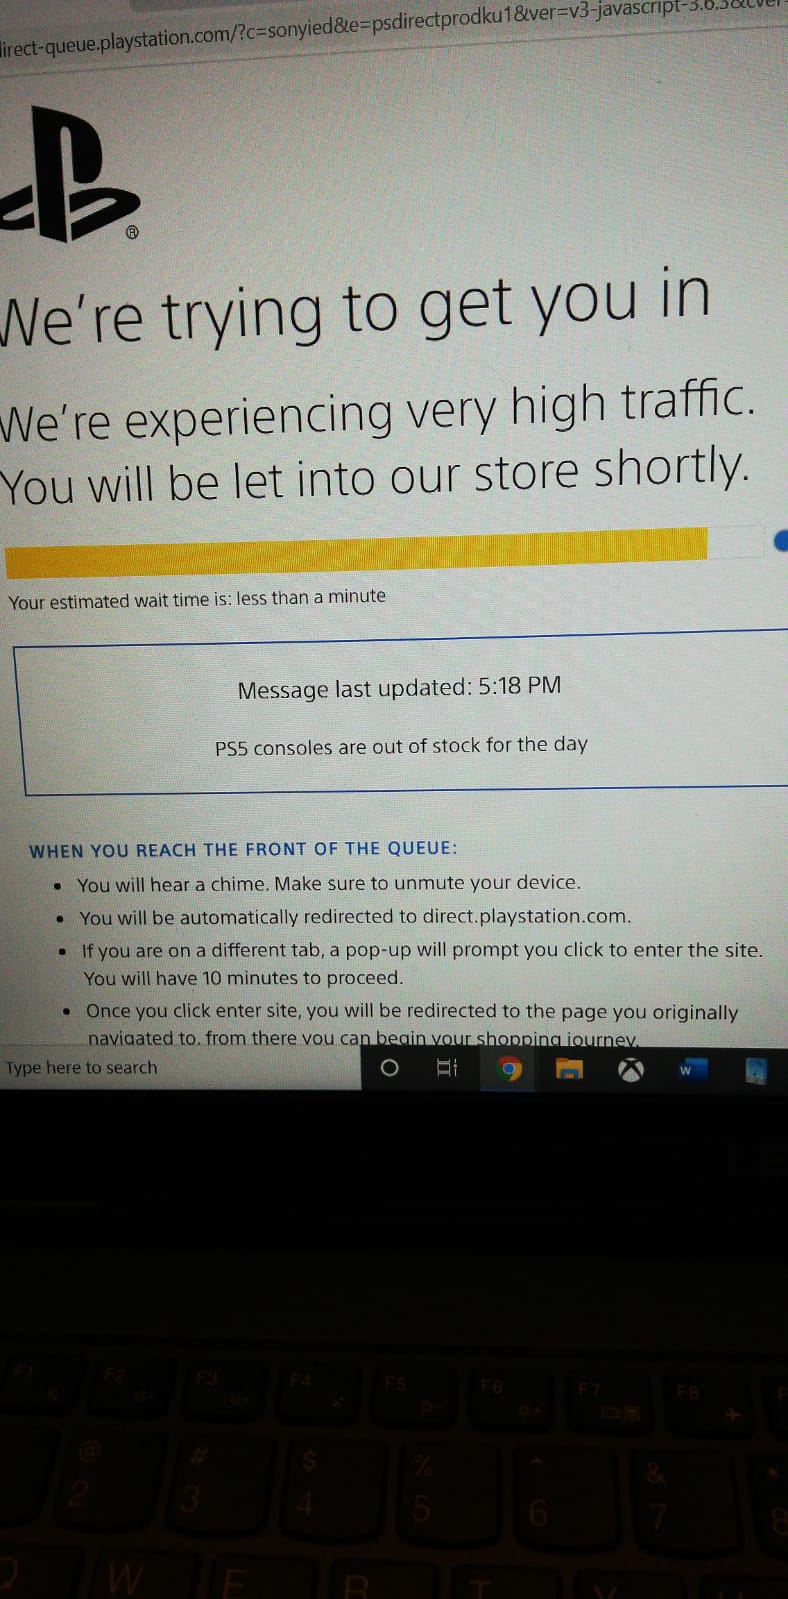 direct-queue.playstation.com/?c=sonyied&e=psdirectprodku1&ver=v3-javascript-3.6.3&cver
®
We're trying to get you in
We're experiencing very high traffic.
You will be let into our store shortly.
Your estimated wait time is: less than a minute
Message last updated: 5:18 PM
PS5 consoles are out of stock for the day
WHEN YOU REACH THE FRONT OF THE QUEUE:
• You will hear a chime. Make sure to unmute your device.
• You will be automatically redirected to direct.playstation.com.
• If you are on a different tab, a pop-up will prompt you click to enter the site.
You will have 10 minutes to proceed.
• Once you click enter site, you will be redirected to the page you originally
navigated to, from there you can begin your shopping journey.
Type here to search
W
F1 F2 F3 F4 F5 F6 F7 F8
@ # $ % ^ & *
2 3 4 5 6 7 8
Q W E R T Y U